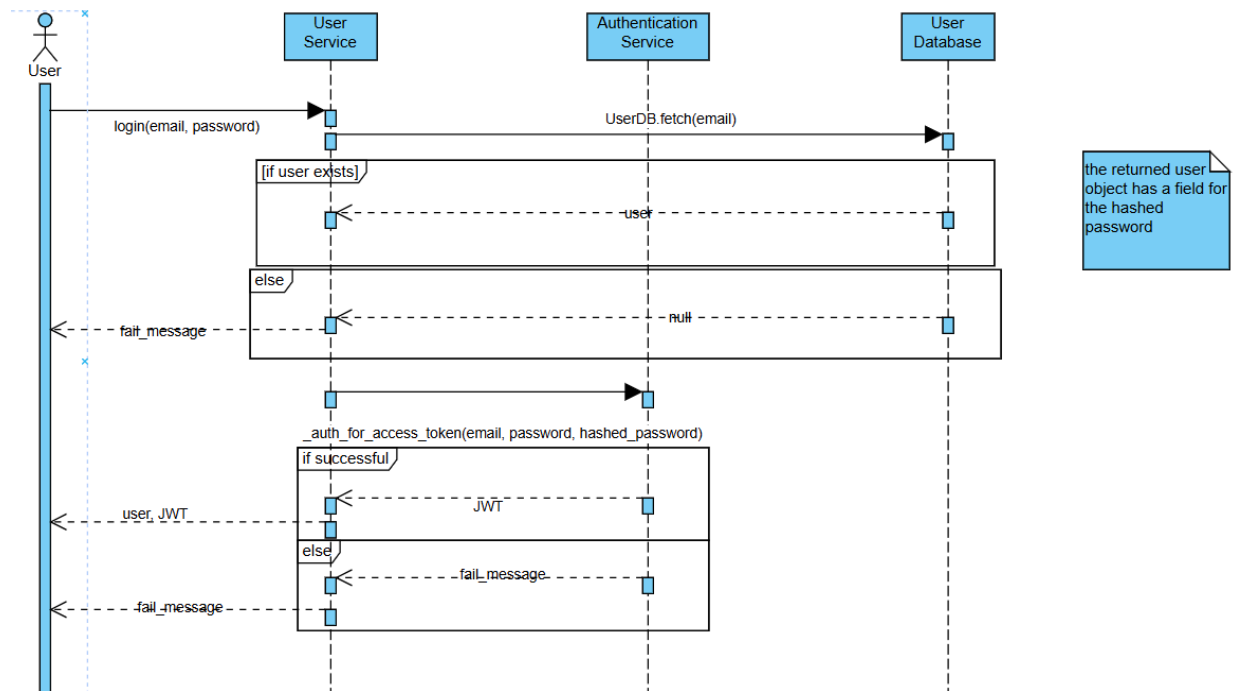 User
Service
Authentication
Service
User
Database
User
login(email, password)
UserDB.fetch(email)
[if user exists]
user
the returned user
object has a field for
the hashed
password
else
null
fail_message
_auth_for_access_token(email, password, hashed_password)
if successful
JWT
user, JWT
else
fail_message
fail_message